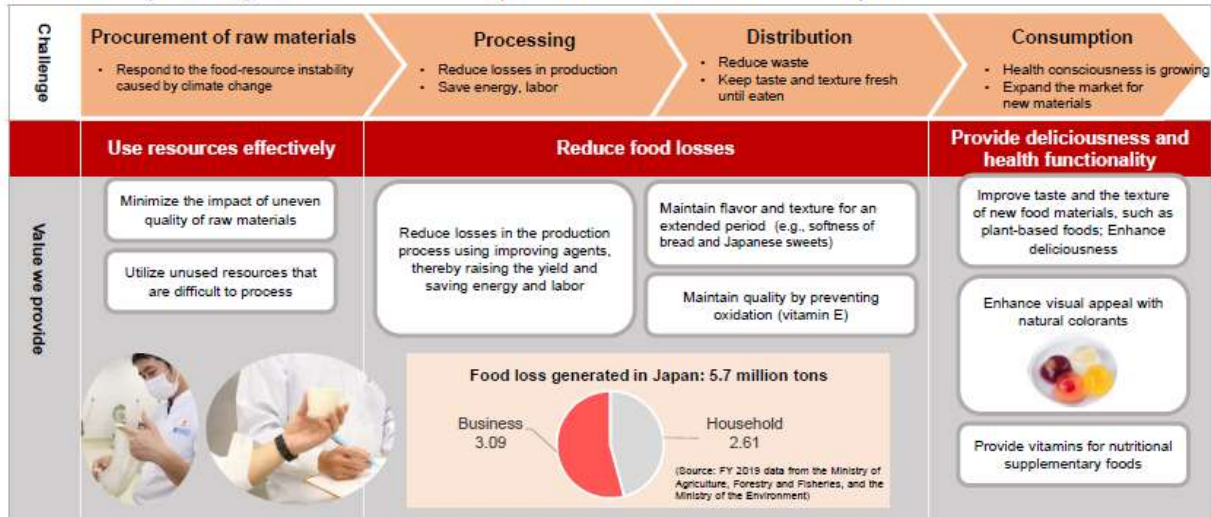 Challenge
Procurement of raw materials
• Respond to the food-resource instability
caused by climate change
Processing
• Reduce losses in production
• Save energy, labor
Distribution
• Reduce waste
• Keep taste and texture fresh
until eaten
Consumption
• Health consciousness is growing
• Expand the market for
new materials
Use resources effectively
Reduce food losses
Provide deliciousness and
health functionality
Value we provide
Minimize the impact of uneven
quality of raw materials
Utilize unused resources that
are difficult to process
Reduce losses in the production
process using improving agents,
thereby raising the yield and
saving energy and labor
Maintain flavor and texture for an
extended period (e.g., softness of
bread and Japanese sweets)
Maintain quality by preventing
oxidation (vitamin E)
Food loss generated in Japan: 5.7 million tons
Business
3.09
Household
2.61
(Source: FY 2019 data from the Ministry of
Agriculture, Forestry and Fisheries, and the
Ministry of the Environment)
Improve taste and the texture
of new food materials, such as
plant-based foods; Enhance
deliciousness
Enhance visual appeal with
natural colorants
Provide vitamins for nutritional
supplementary foods